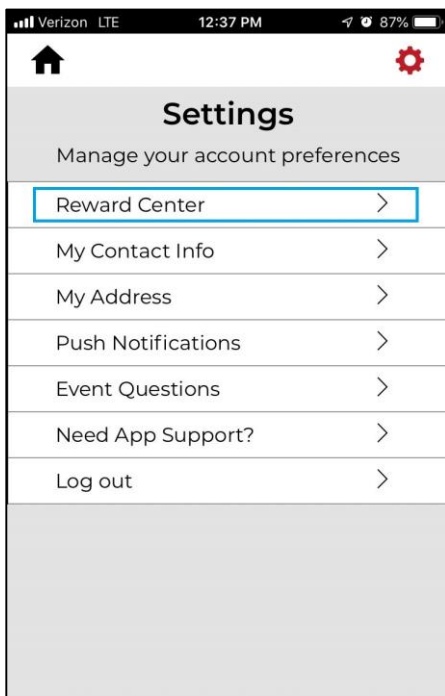 Verizon LTE 12:37 PM 87%
Settings
Manage your account preferences
Reward Center
My Contact Info
My Address
Push Notifications
Event Questions
Need App Support?
Log out